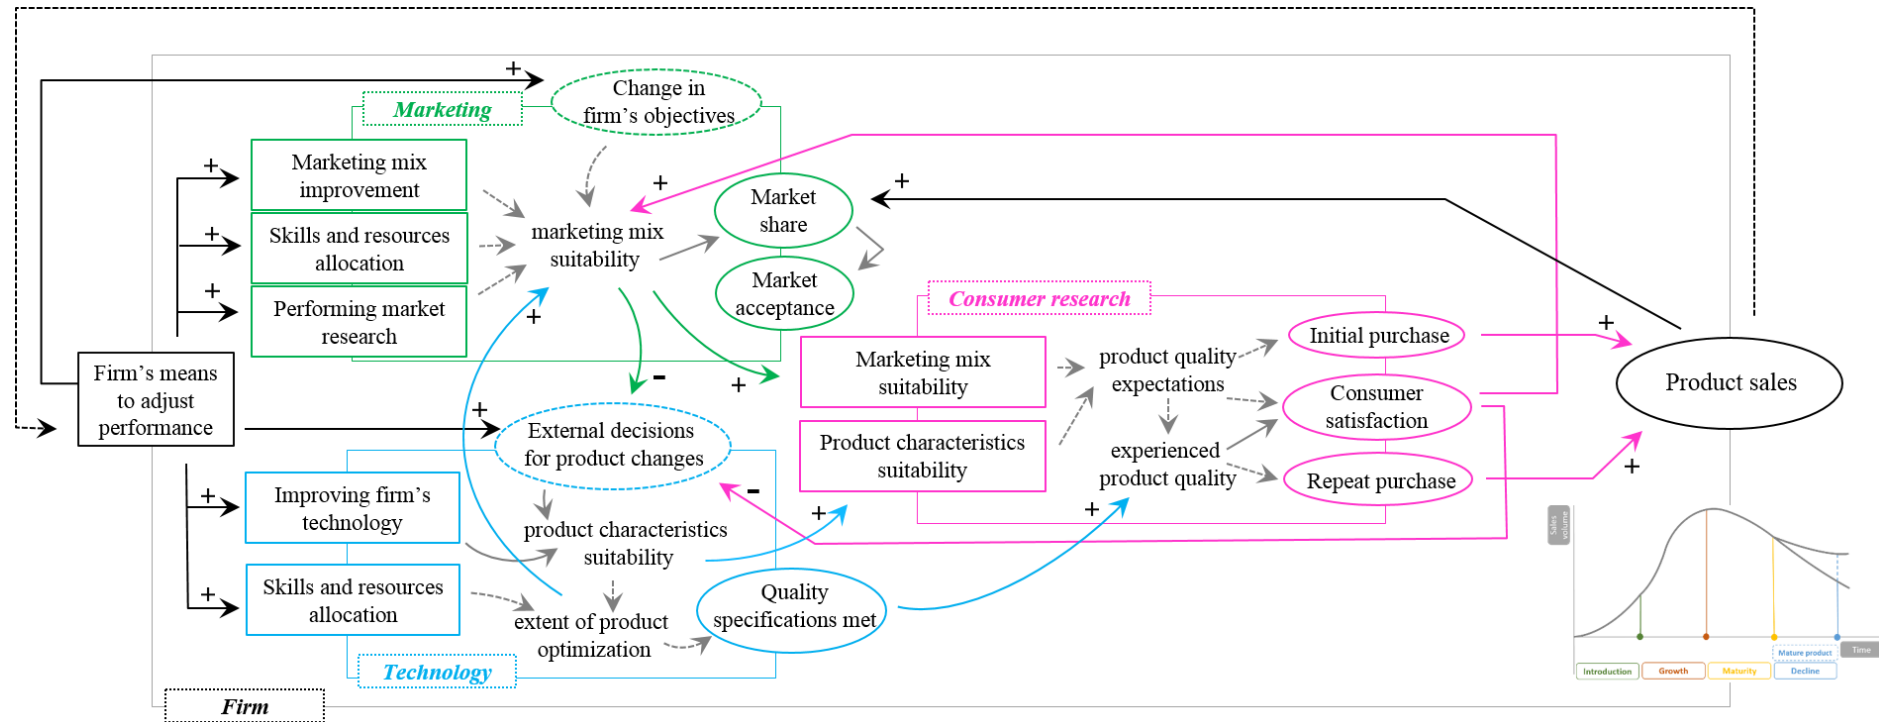 +
Change in
firm's objectives
Marketing
Marketing mix
improvement
+
Skills and resources
allocation
+
Performing market
research
+
marketing mix
suitability
+
Market
share
+
Market
acceptance
+
-
+
Firm's means
to adjust
performance
+
External decisions
for product changes
-
Improving firm's
technology
+
product characteristics
suitability
+
Skills and resources
allocation
+
extent of product
optimization
Quality
specifications met
Technology
Firm
Consumer research
Marketing mix
suitability
Product characteristics
suitability
product quality
expectations
experienced
product quality
+
Initial purchase
+
Consumer
satisfaction
Repeat purchase
+
Product sales
Sales
volume
Time
Mature product
Introduction
Growth
Maturity
Decline